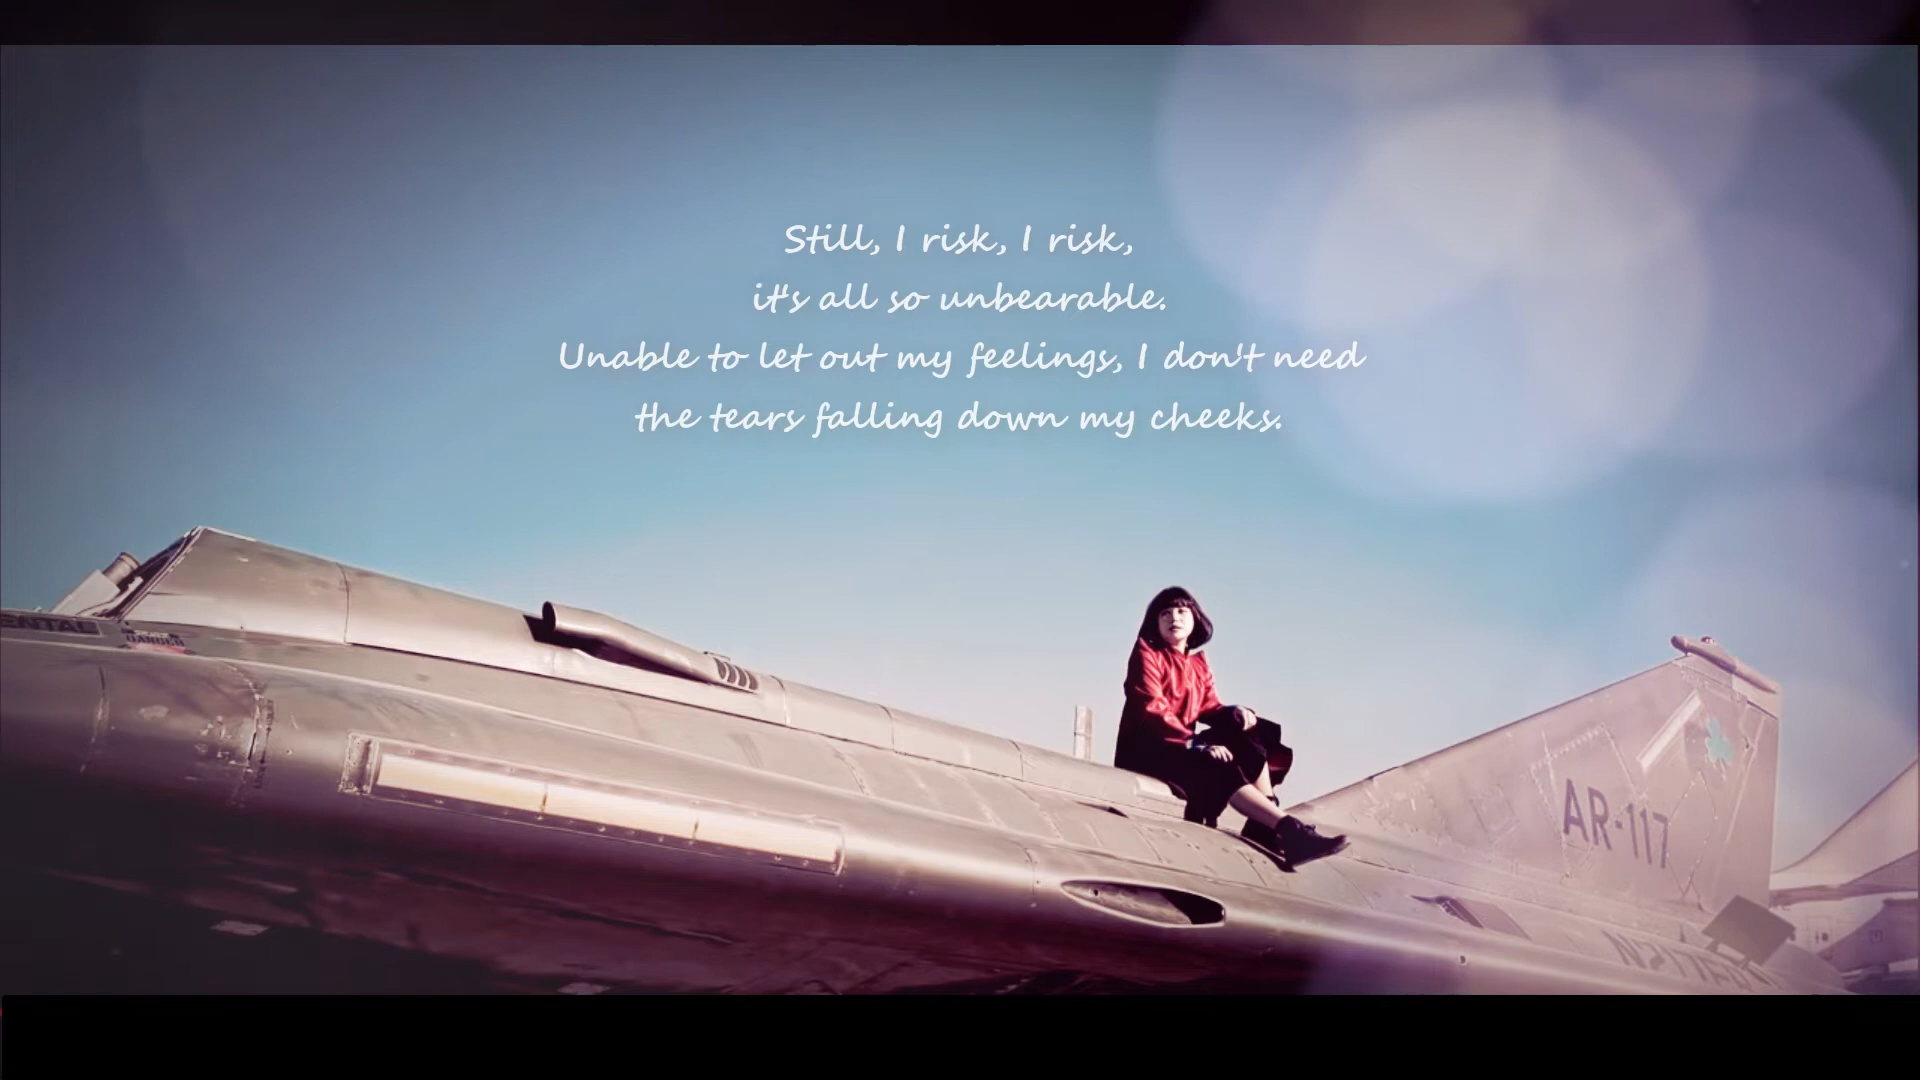 Still, I risk, I risk,
it's all so unbearable.
Unable to let out my feelings, I don't need
the tears falling down my cheeks.
DANGER
AR-117